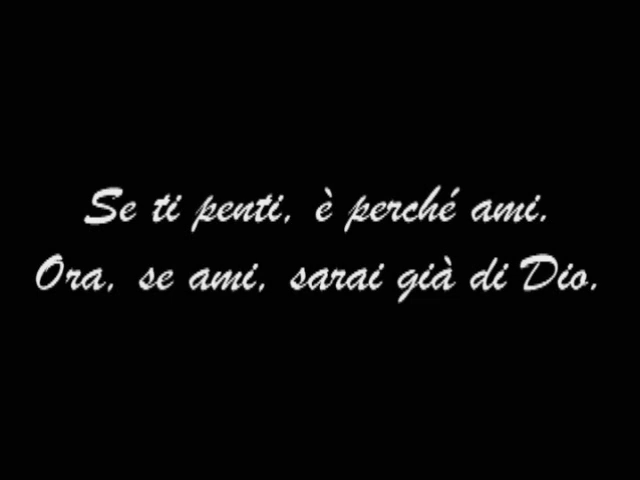 Se ti penti, è perché ami.
Ora, se ami, sarai già di Dio.